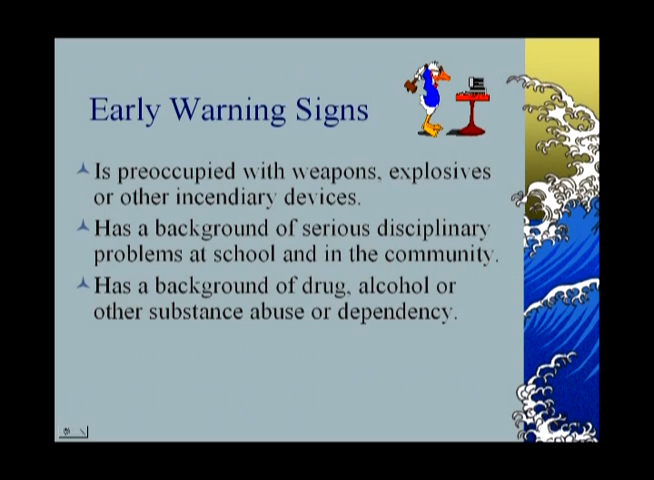 Early Warning Signs
Is preoccupied with weapons, explosives
or other incendiary devices.
Has a background of serious disciplinary
problems at school and in the community.
Has a background of drug, alcohol or
other substance abuse or dependency.